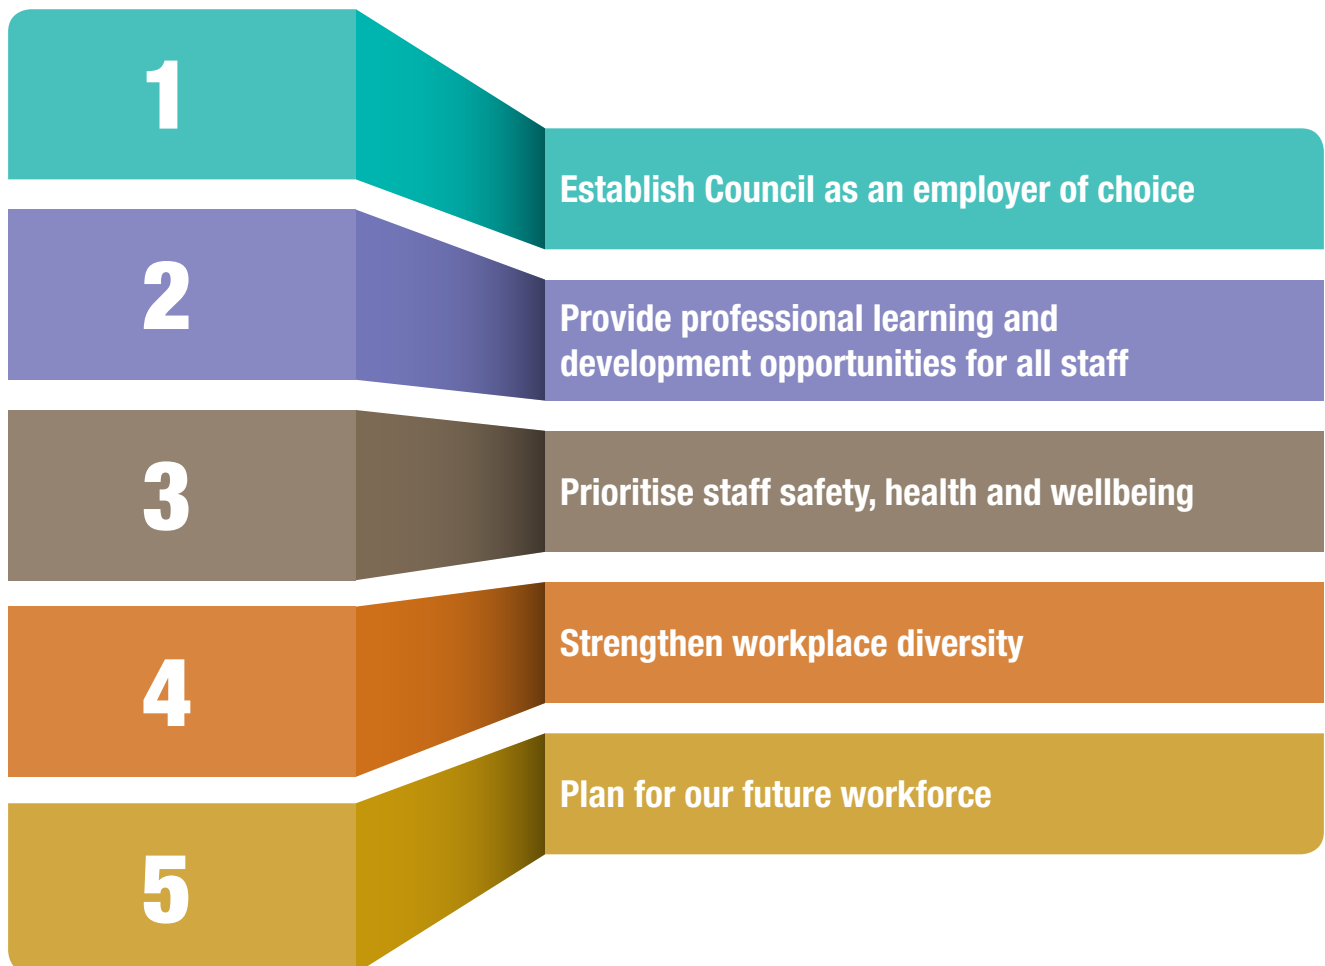 1
Establish Council as an employer of choice
2
Provide professional learning and
development opportunities for all staff
3
Prioritise staff safety, health and wellbeing
4
Strengthen workplace diversity
5
Plan for our future workforce